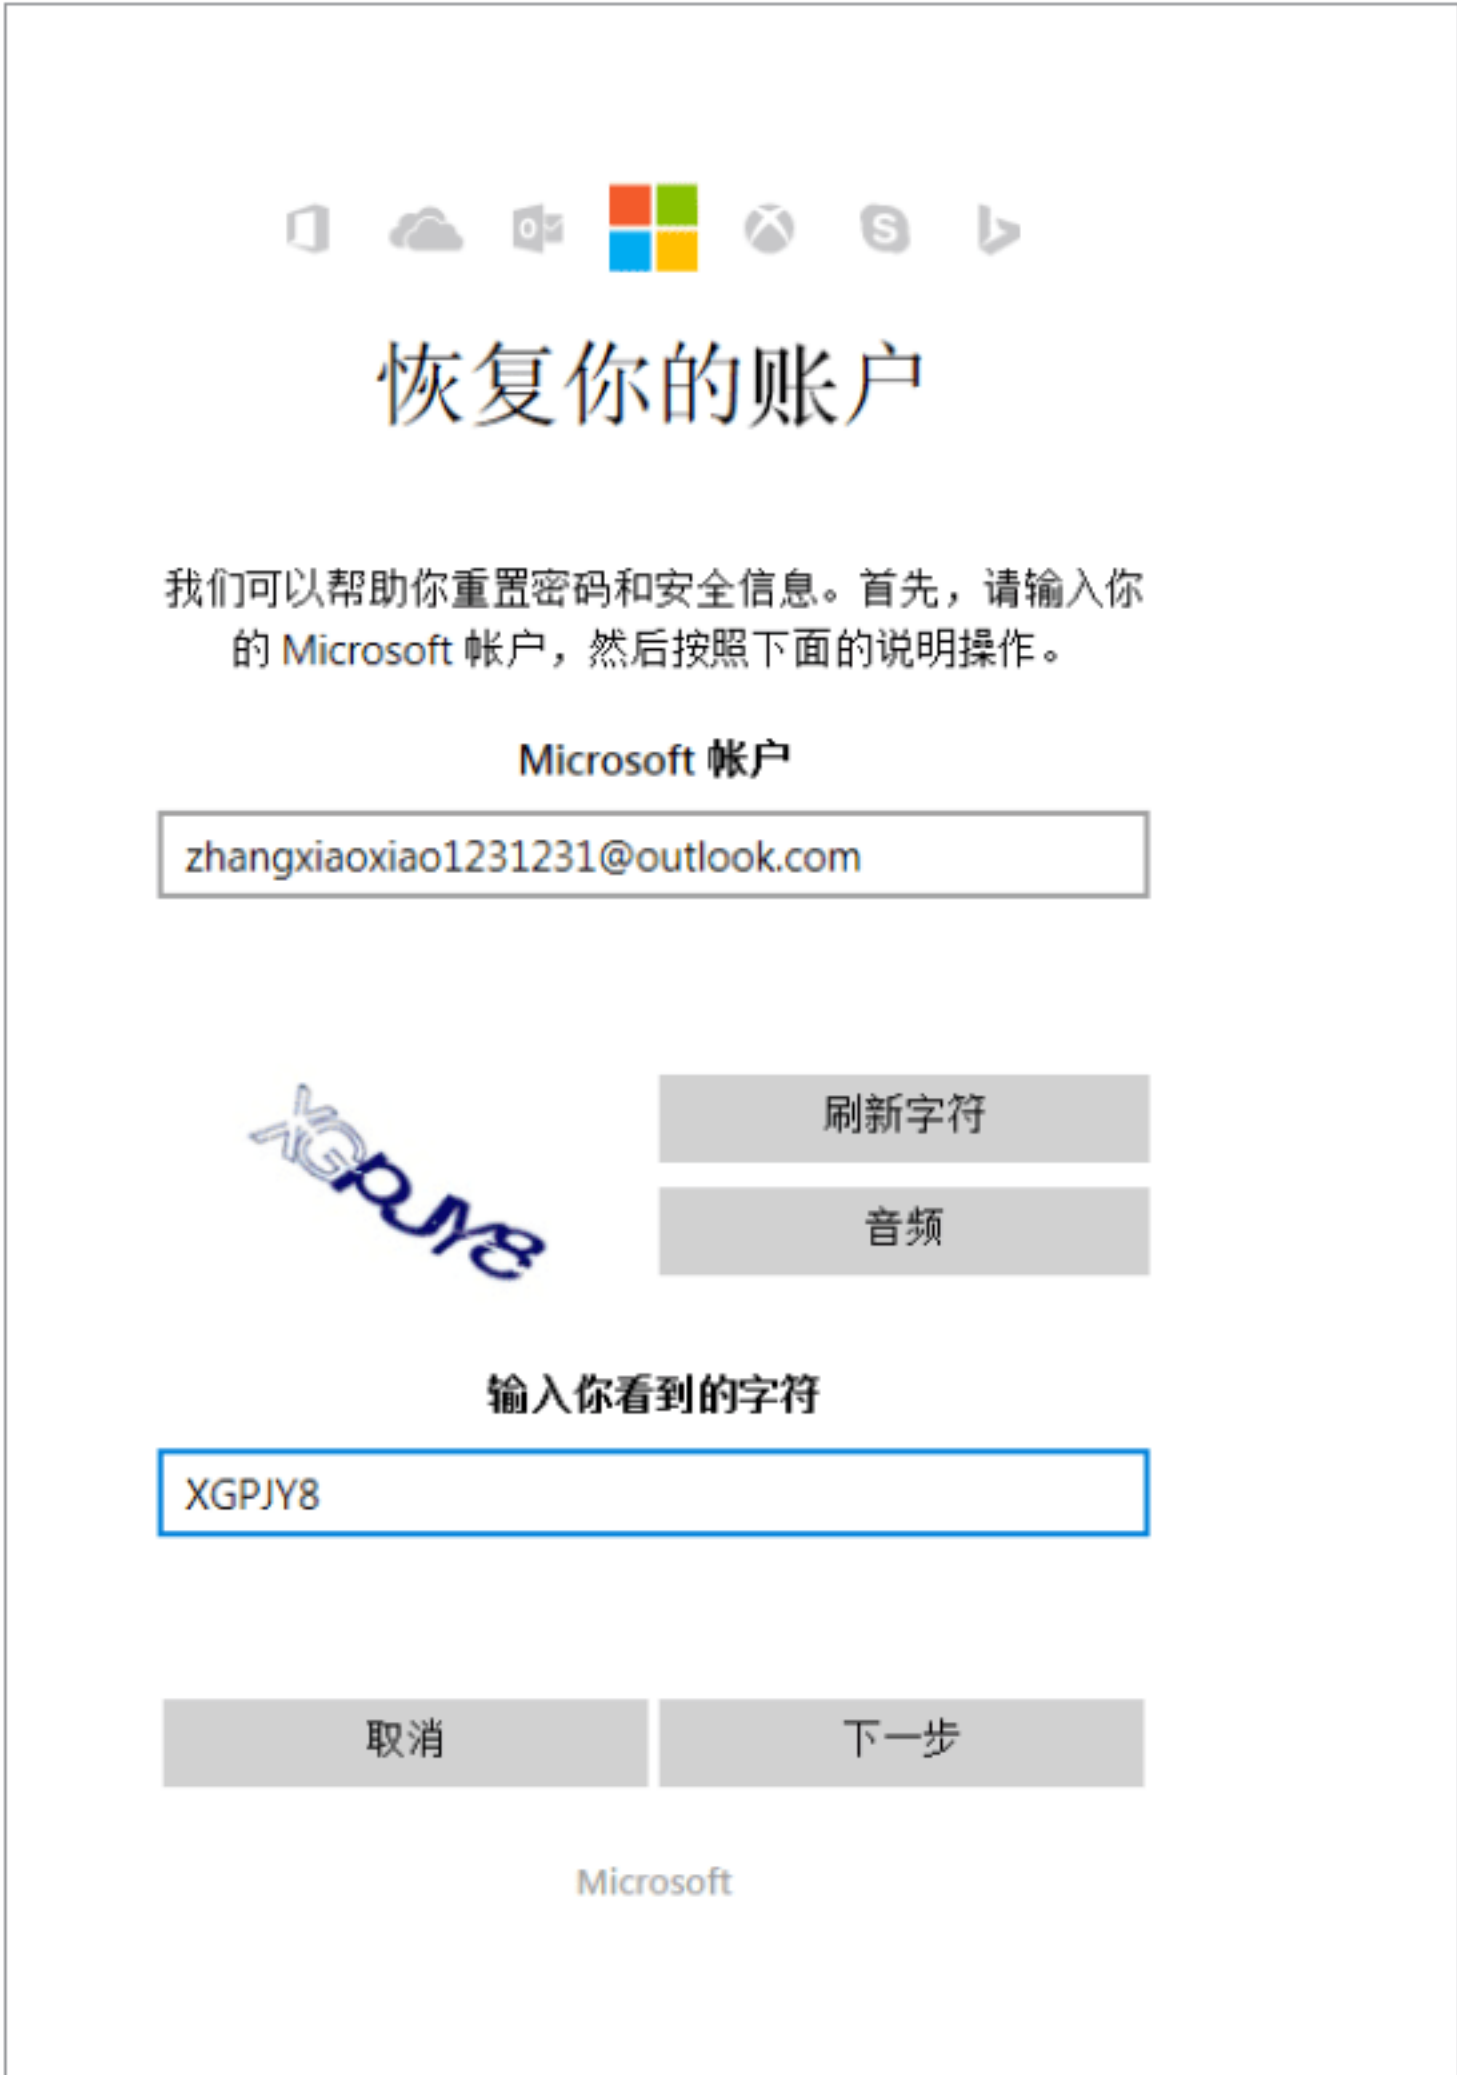 恢复你的账户
我们可以帮助你重置密码和安全信息。首先，请输入你
的 Microsoft 帐户，然后按照下面的说明操作。
Microsoft 帐户
zhangxiaoxiao1231231@outlook.com
XGPJY8
刷新字符
音频
输入你看到的字符
XGPJY8
取消
下一步
Microsoft